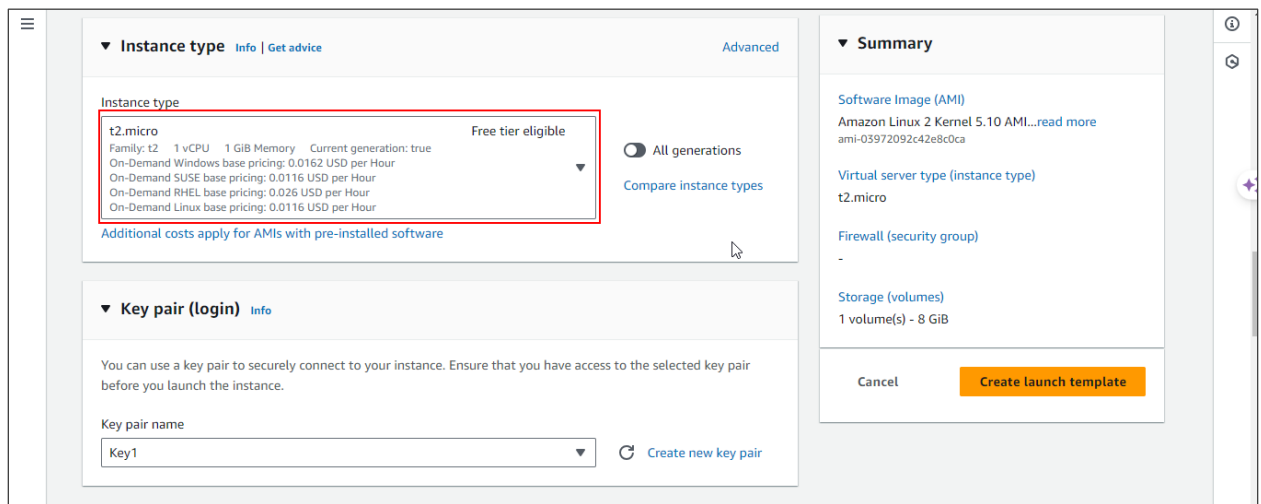 Instance type Info | Get advice
Advanced
Instance type
t2.micro
Free tier eligible
Family: t2 1 vCPU 1 GiB Memory Current generation: true
On-Demand Windows base pricing: 0.0162 USD per Hour
On-Demand SUSE base pricing: 0.0116 USD per Hour
On-Demand RHEL base pricing: 0.026 USD per Hour
On-Demand Linux base pricing: 0.0116 USD per Hour
All generations
Compare instance types
Additional costs apply for AMIs with pre-installed software
Key pair (login) Info
You can use a key pair to securely connect to your instance. Ensure that you have access to the selected key pair
before you launch the instance.
Key pair name
Key1
Create new key pair
Summary
Software Image (AMI)
Amazon Linux 2 Kernel 5.10 AMI...read more
ami-03972092c42e8c0ca
Virtual server type (instance type)
t2.micro
Firewall (security group)
-
Storage (volumes)
1 volume(s) - 8 GiB
Cancel
Create launch template